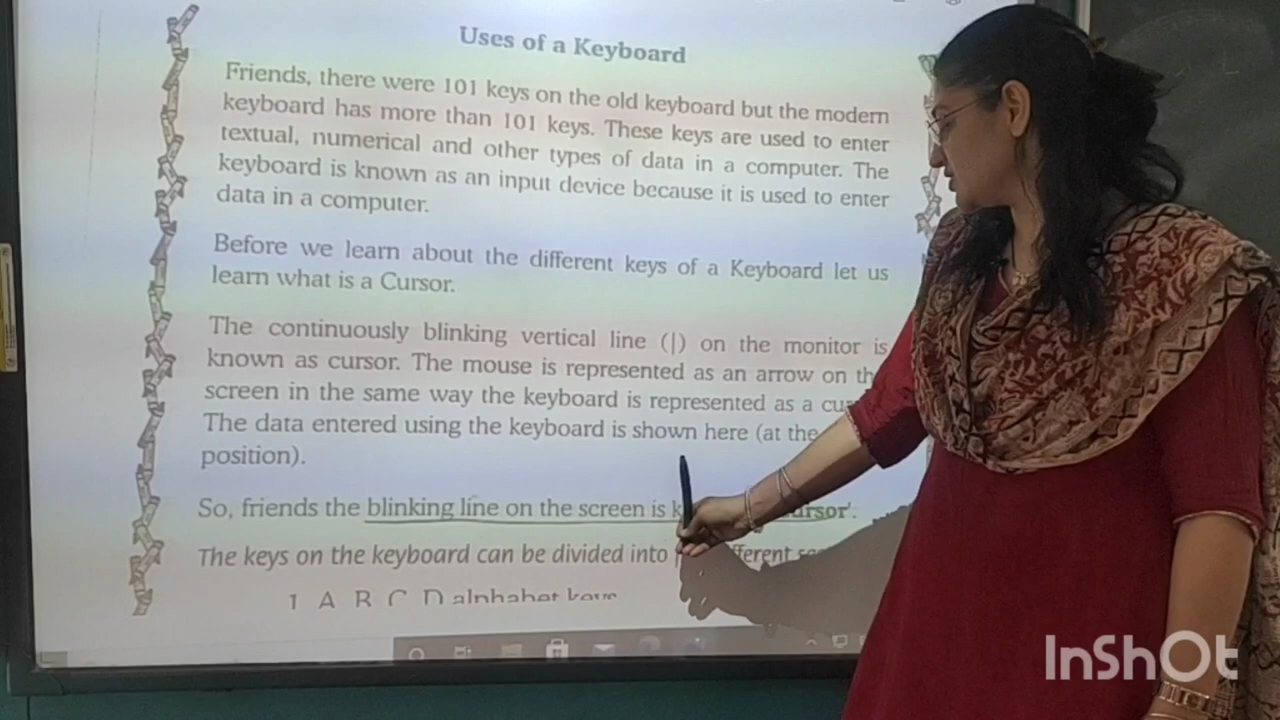 Uses of a Keyboard
Friends, there were 101 keys on the old keyboard but the modern
keyboard has more than 101 keys. These keys are used to enter
textual, numerical and other types of data in a computer. The
keyboard is known as an input device because it is used to enter
data in a computer.
Before we learn about the different keys of a Keyboard let us
learn what is a Cursor.
The continuously blinking vertical line (|) on the monitor is
known as cursor. The mouse is represented as an arrow on
screen in the same way the keyboard is represented as a
The data entered using the keyboard is shown here (at the
position).
So, friends the blinking line on the screen is
The keys on the keyboard can be divided into
1 A B C D alphabet keys
InShOt